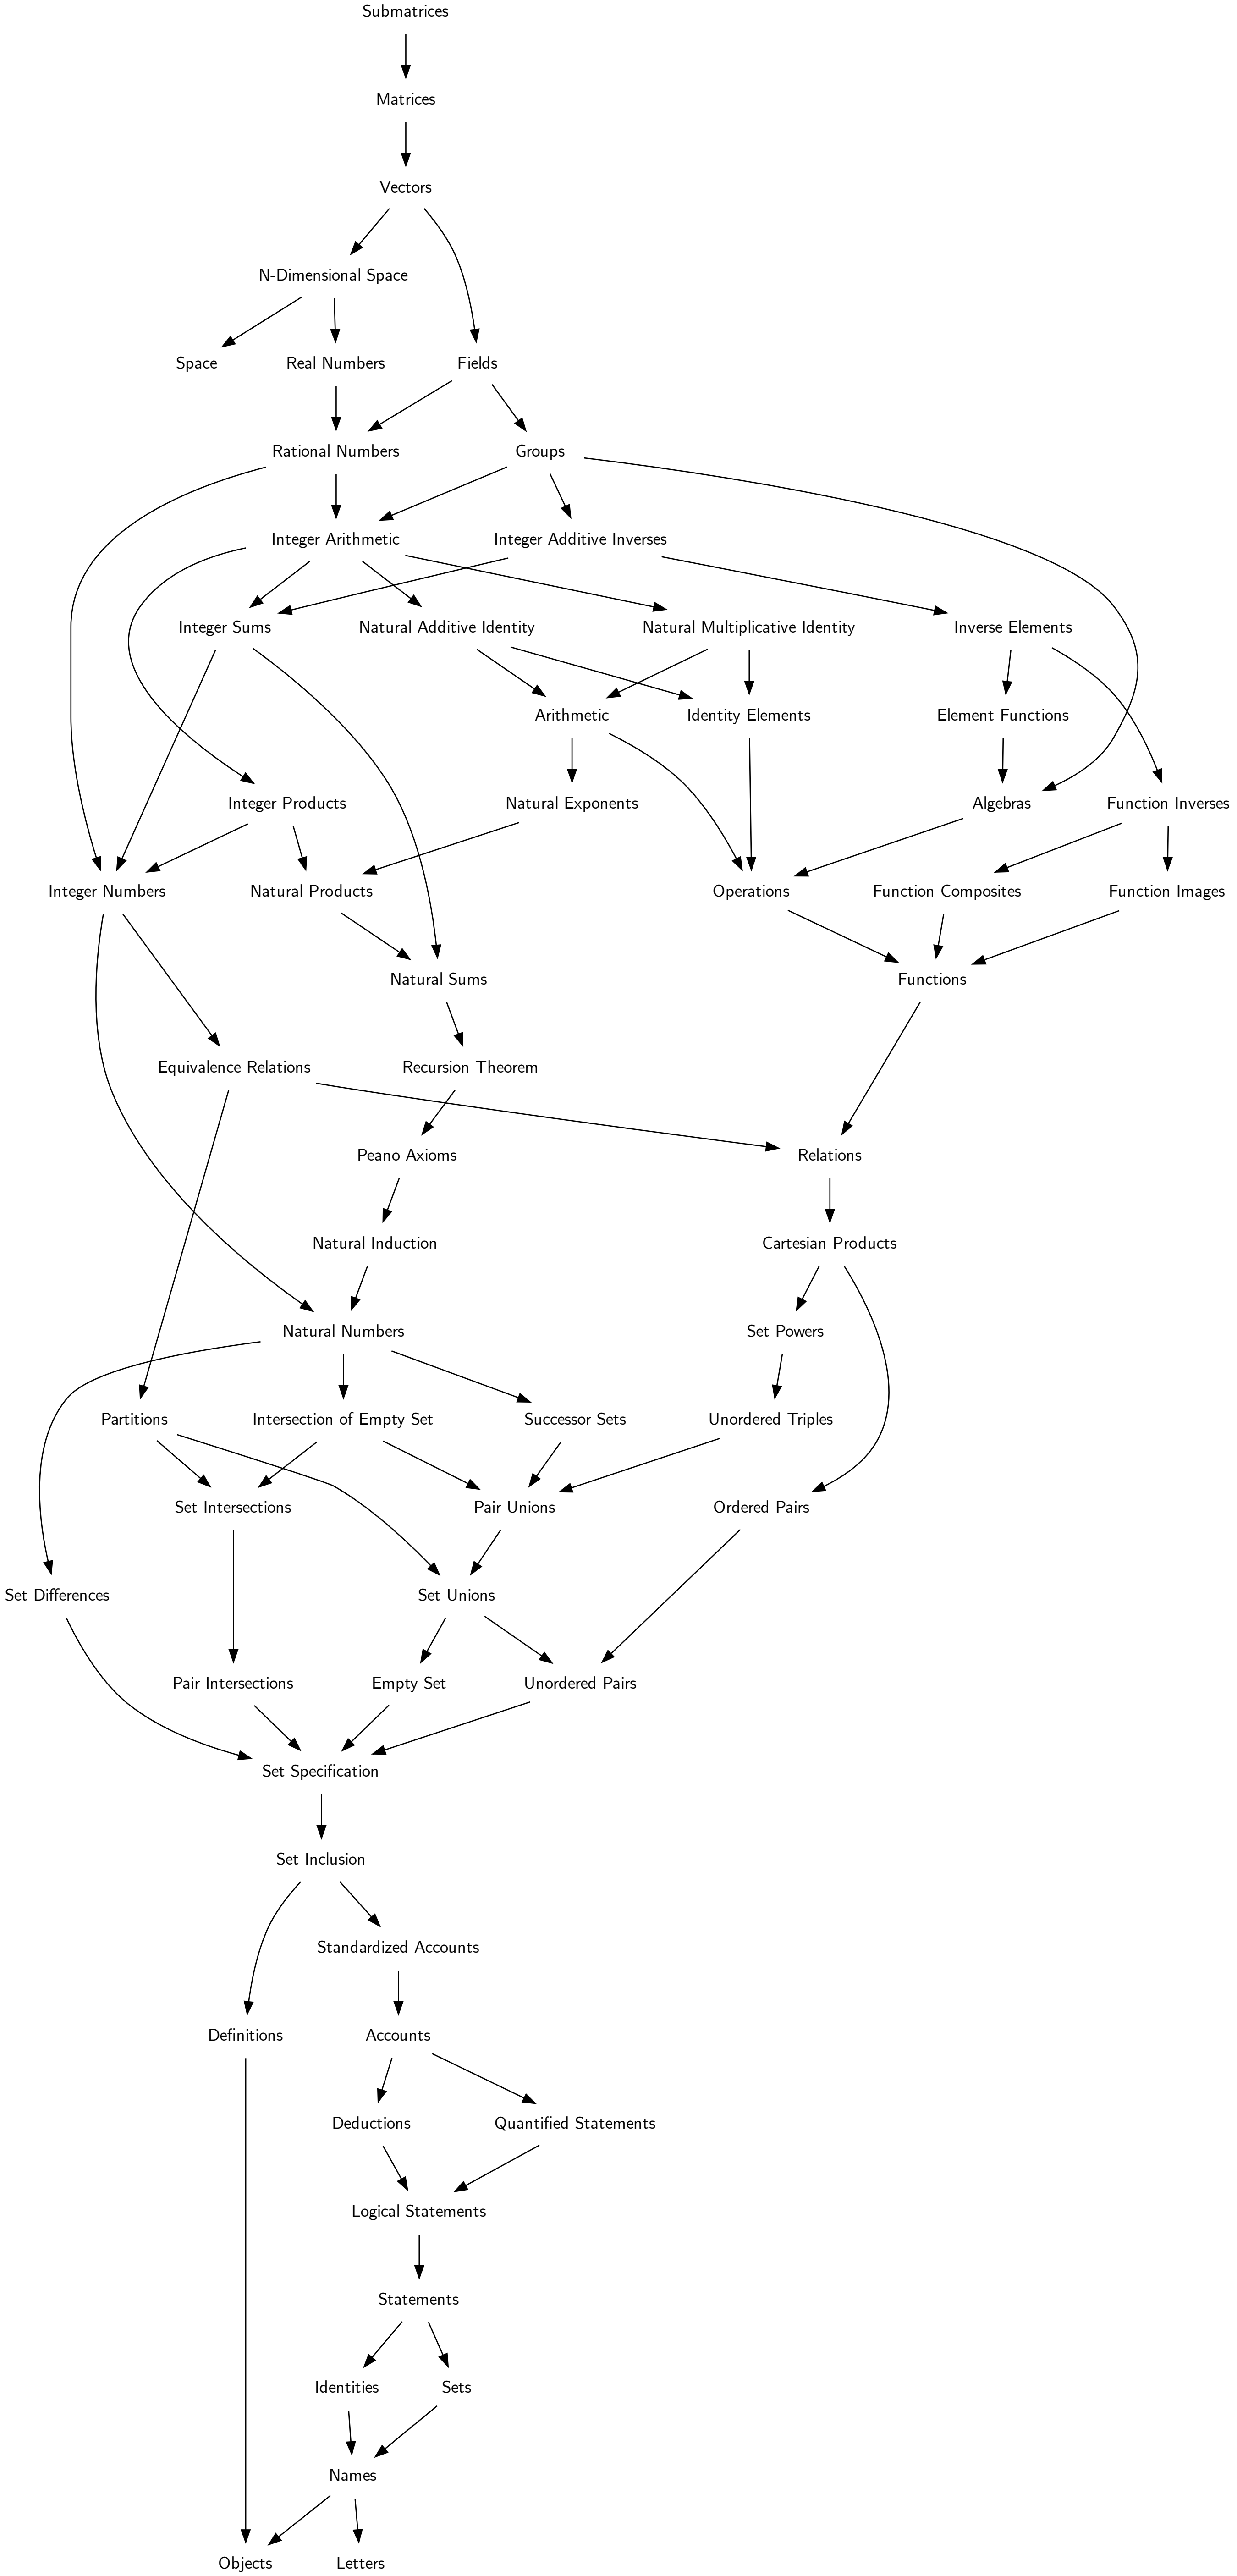 Submatrices
Matrices
Vectors
N-Dimensional Space
Space
Real Numbers
Fields
Rational Numbers
Groups
Integer Arithmetic
Integer Additive Inverses
Integer Sums
Natural Additive Identity
Natural Multiplicative Identity
Inverse Elements
Arithmetic
Identity Elements
Element Functions
Integer Products
Natural Exponents
Algebras
Function Inverses
Integer Numbers
Natural Products
Operations
Function Composites
Function Images
Natural Sums
Functions
Equivalence Relations
Recursion Theorem
Peano Axioms
Relations
Natural Induction
Cartesian Products
Natural Numbers
Set Powers
Partitions
Intersection of Empty Set
Successor Sets
Unordered Triples
Set Intersections
Pair Unions
Ordered Pairs
Set Differences
Set Unions
Pair Intersections
Empty Set
Unordered Pairs
Set Specification
Set Inclusion
Standardized Accounts
Definitions
Accounts
Deductions
Quantified Statements
Logical Statements
Statements
Identities
Sets
Names
Objects
Letters